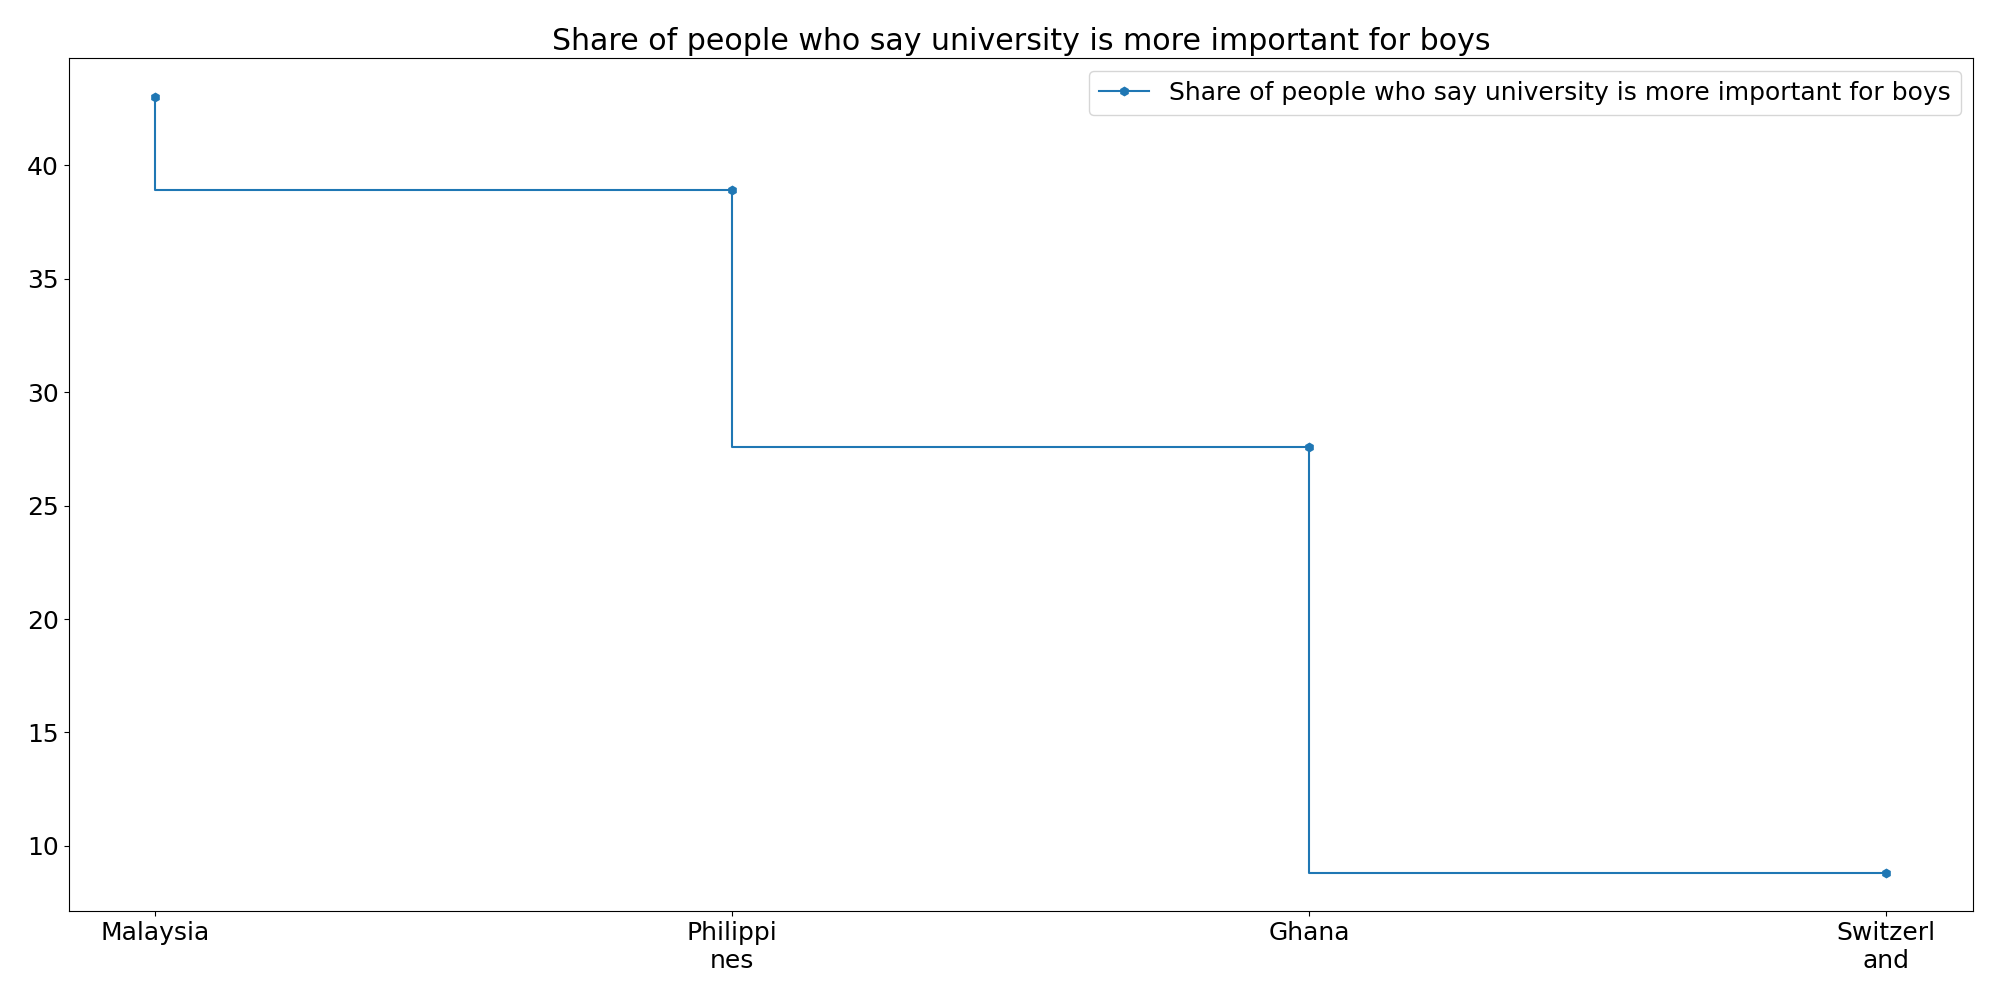 Share of people who say university is more important for boys
Share of people who say university is more important for boys
40
35
30
25
20
15
10
Malaysia
Philippi
nes
Ghana
Switzerl
and